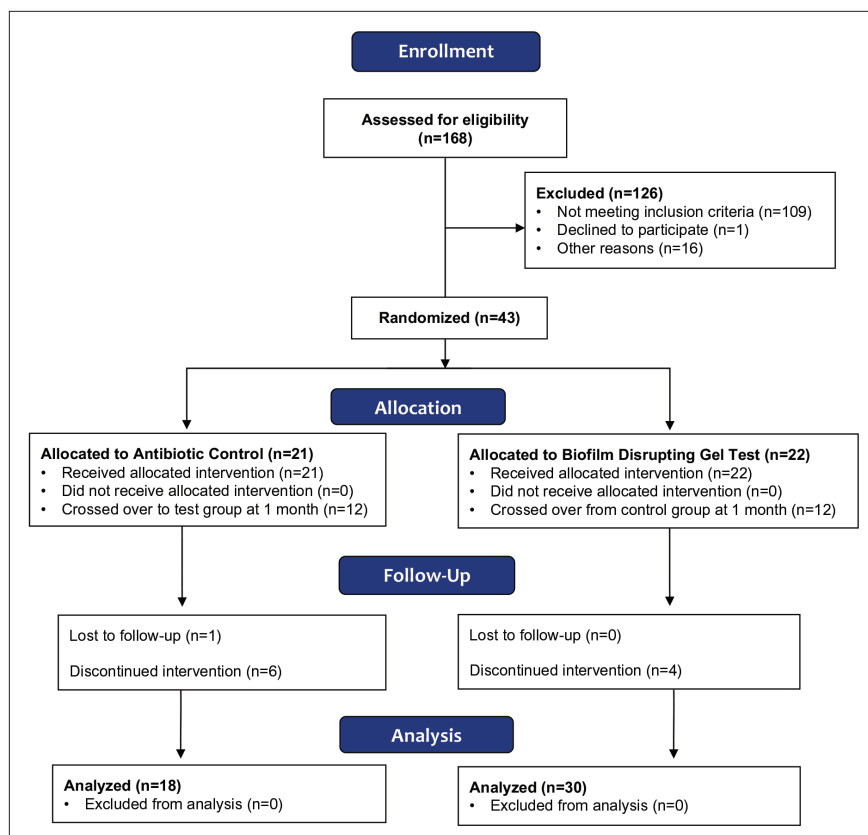 Enrollment
Assessed for eligibility
(n=168)
Excluded (n=126)
• Not meeting inclusion criteria (n=109)
• Declined to participate (n=1)
• Other reasons (n=16)
Randomized (n=43)
Allocation
Allocated to Antibiotic Control (n=21)
• Received allocated intervention (n=21)
• Did not receive allocated intervention (n=0)
• Crossed over to test group at 1 month (n=12)
Allocated to Biofilm Disrupting Gel Test (n=22)
• Received allocated intervention (n=22)
• Did not receive allocated intervention (n=0)
• Crossed over from control group at 1 month (n=12)
Follow-Up
Lost to follow-up (n=1)
Discontinued intervention (n=6)
Lost to follow-up (n=0)
Discontinued intervention (n=4)
Analysis
Analyzed (n=18)
• Excluded from analysis (n=0)
Analyzed (n=30)
• Excluded from analysis (n=0)